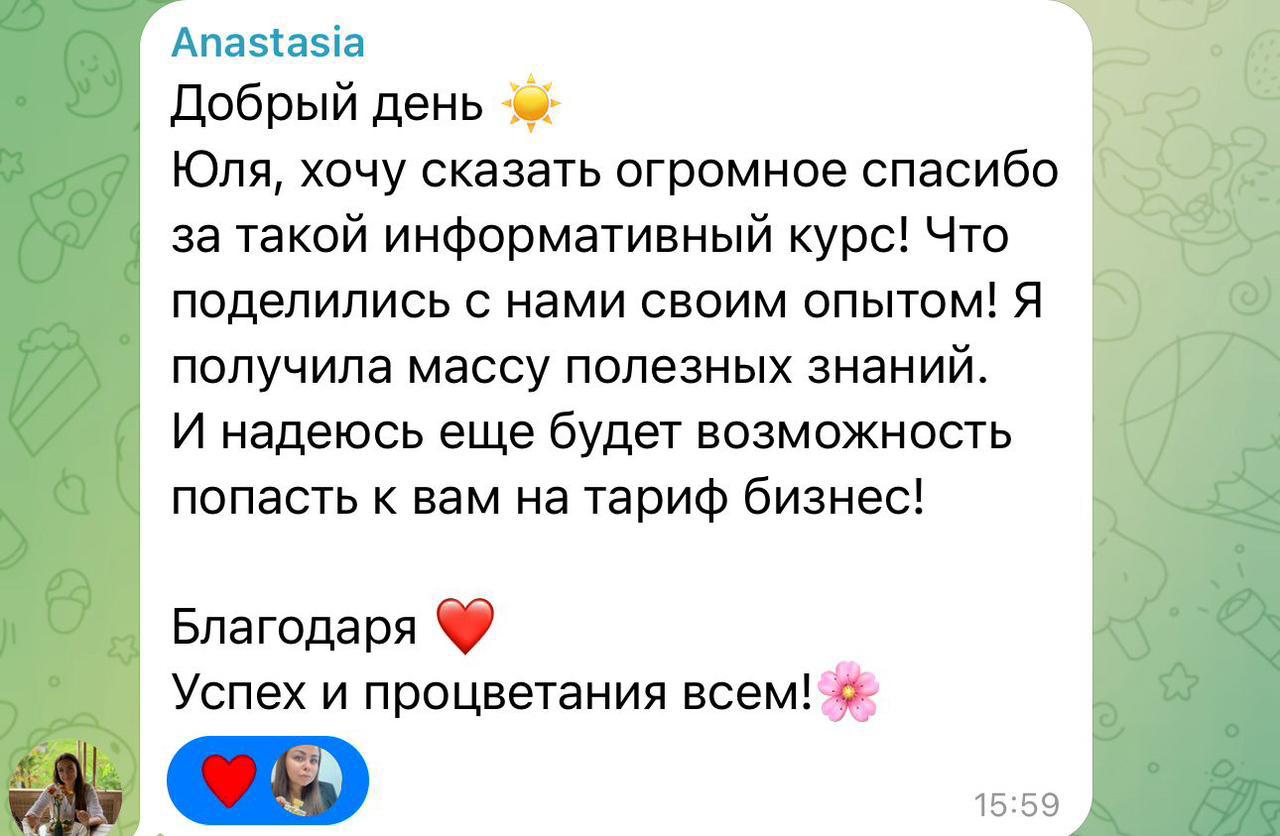 Anastasia
Добрый день ☀️
Юля, хочу сказать огромное спасибо
за такой информативный курс! Что
поделились с нами своим опытом! Я
получила массу полезных знаний.
И надеюсь еще будет возможность
попасть к вам на тариф бизнес!
Благодаря ❤️
Успех и процветания всем!🌸
15:59